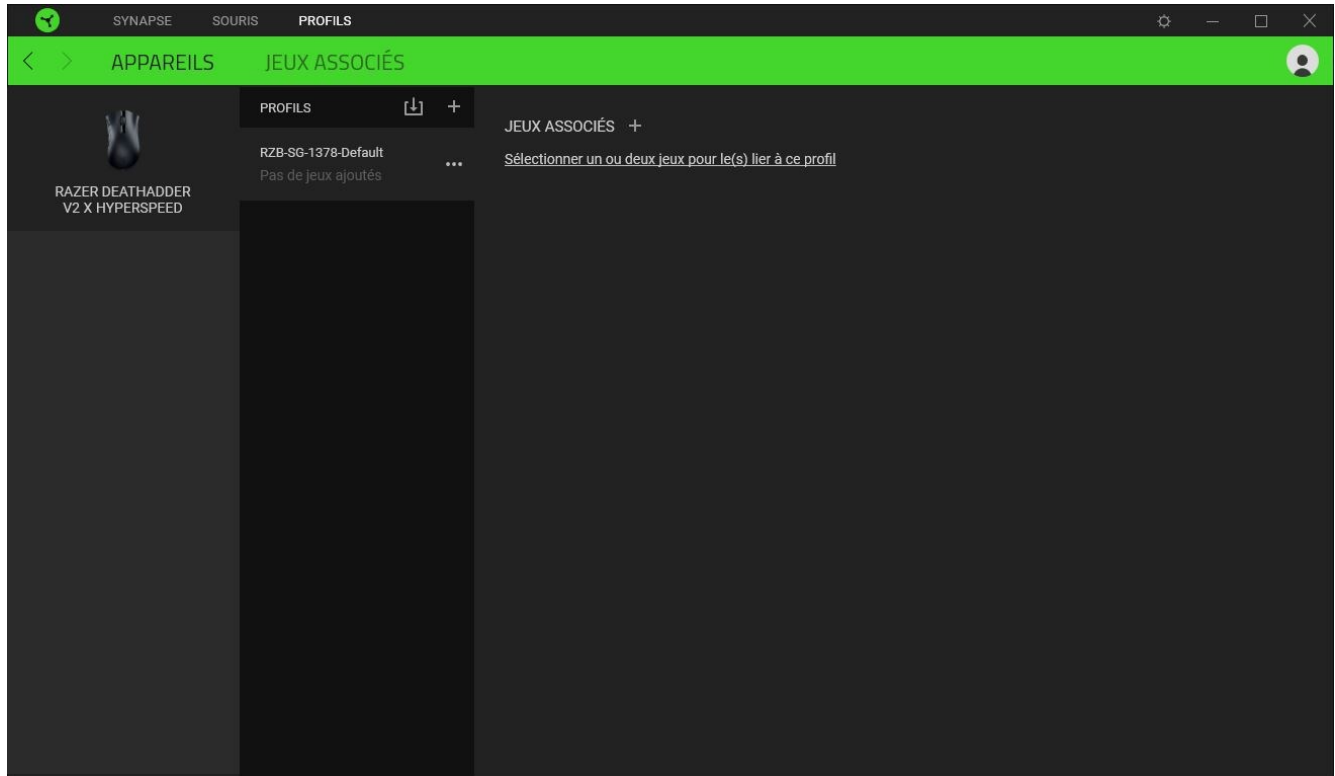 SYNAPSE SOURIS PROFILS
APPAREILS JEUX ASSOCIÉS
RAZER DEATHADDER
V2 X HYPERSPEED
PROFILS
RZB-SG-1378-Default
Pas de jeux ajoutés
JEUX ASSOCIÉS
Sélectionner un ou deux jeux pour le(s) lier à ce profil